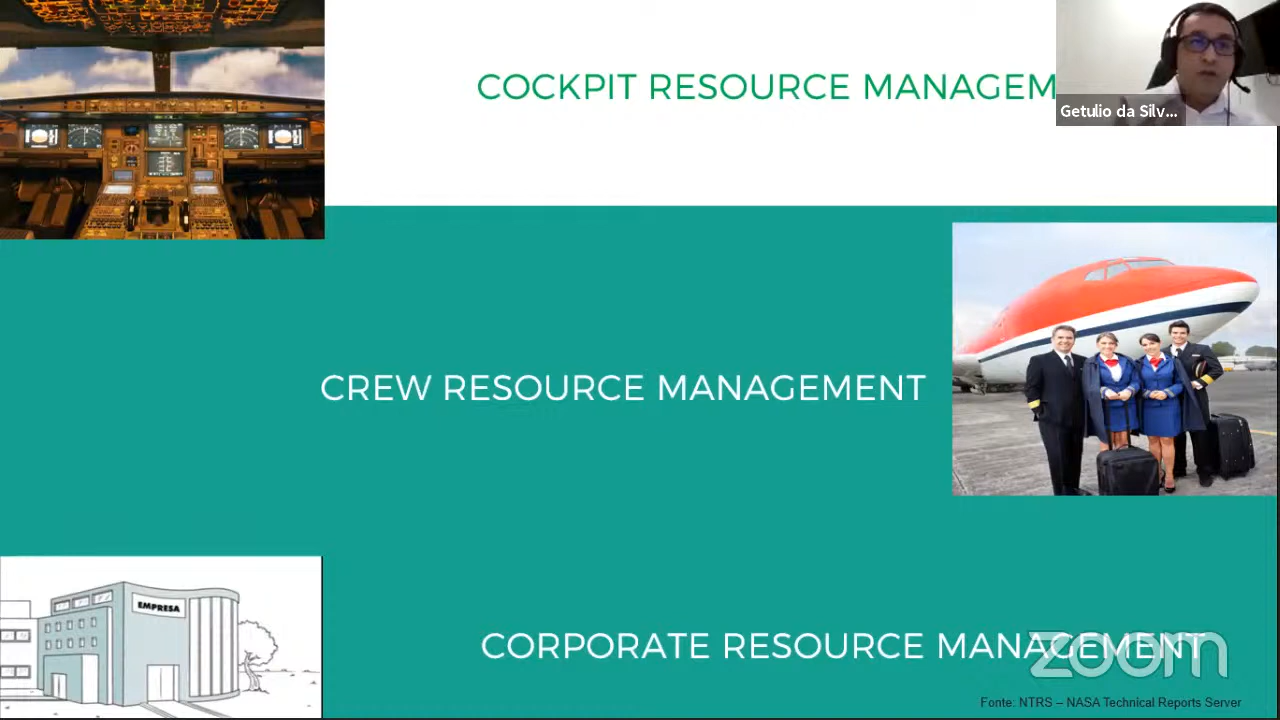 COCKPIT RESOURCE MANAGEM
Getulio da Silv...
CREW RESOURCE MANAGEMENT
EMPRESA
CORPORATE RESOURCE MANAGEMENT
zoom
Fonte: NTRS – NASA Technical Reports Server